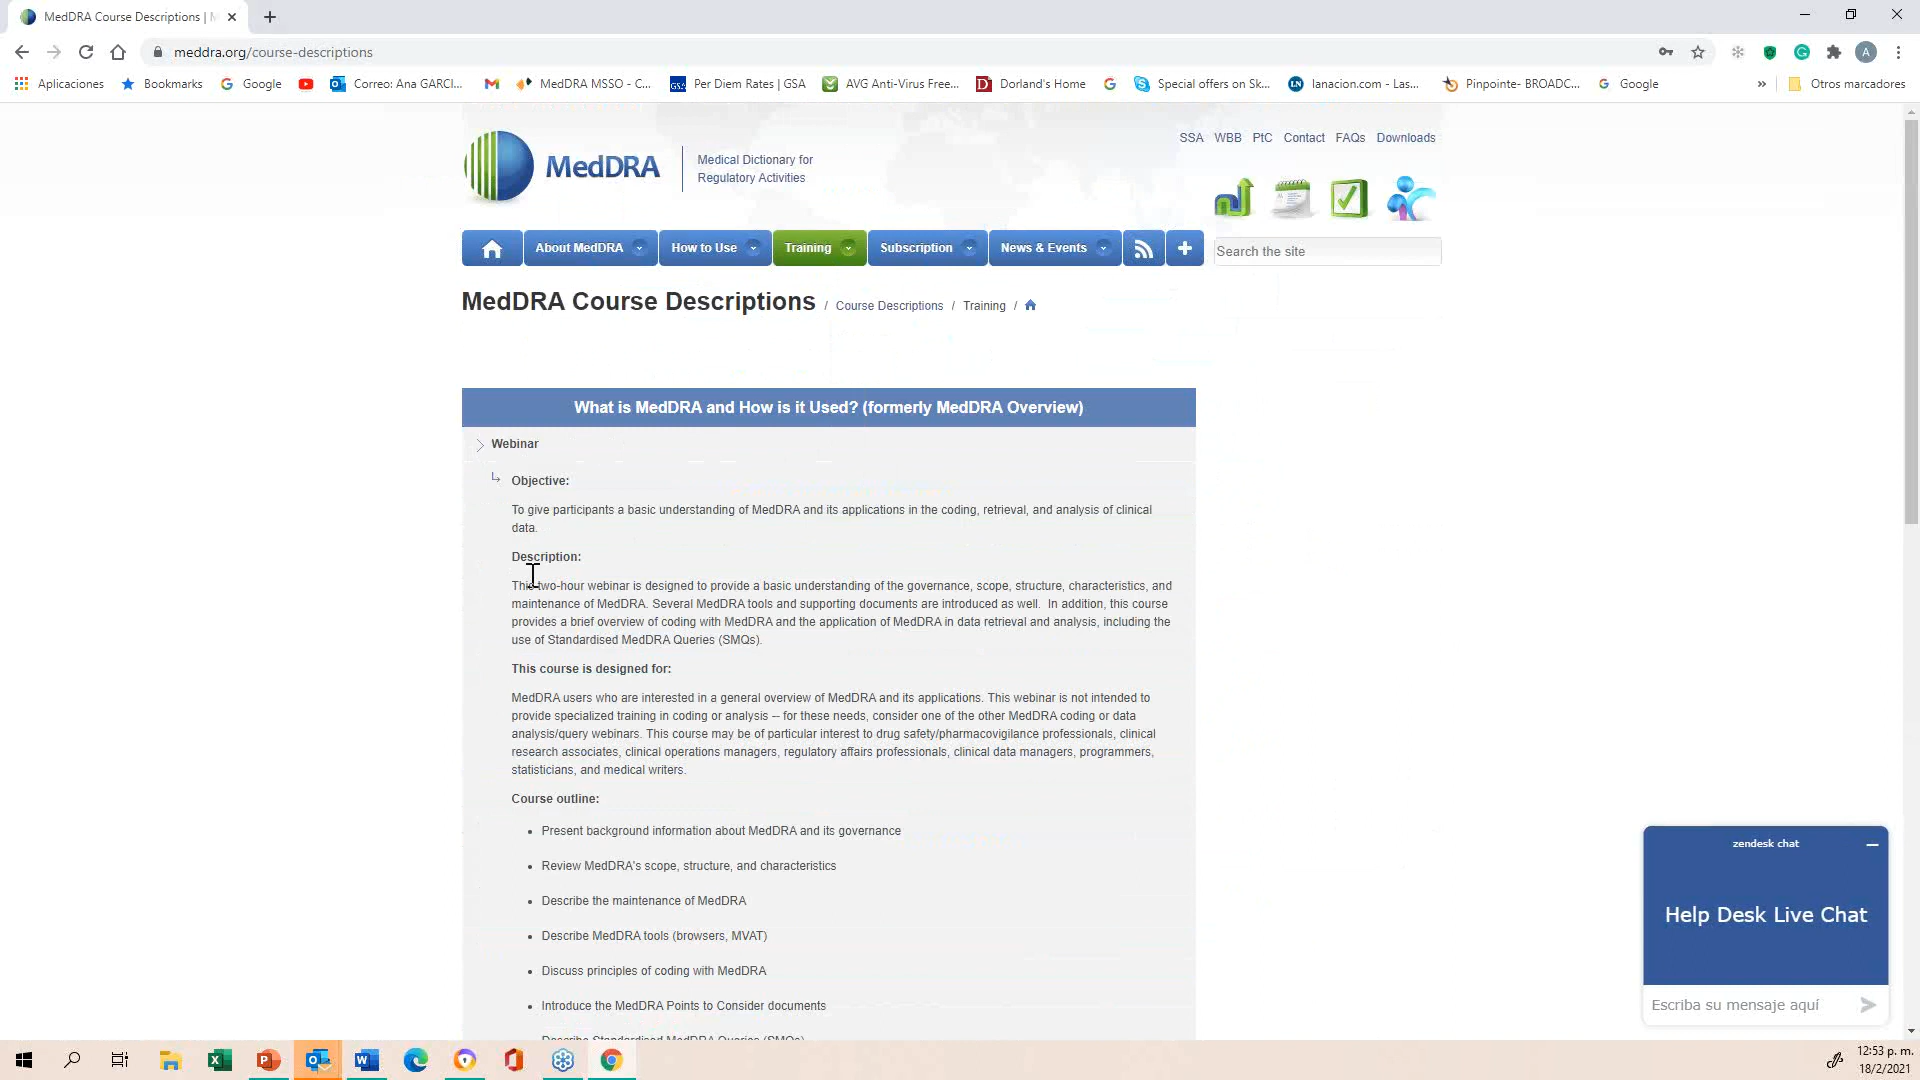 MedDRA Course Descriptions | M
meddra.org/course-descriptions
Aplicaciones Bookmarks Google Correo: Ana GARCI... MedDRA MSSO - C... Per Diem Rates | GSA AVG Anti-Virus Free... Dorland's Home Special offers on Sk... lanacion.com - Las... Pinpointe- BROADC... Google » Otros marcadores
SSA WBB PtC Contact FAQs Downloads
MedDRA
Medical Dictionary for
Regulatory Activities
About MedDRA How to Use Training Subscription News & Events Search the site
MedDRA Course Descriptions / Course Descriptions / Training /
What is MedDRA and How is it Used? (formerly MedDRA Overview)
Webinar
Objective:
To give participants a basic understanding of MedDRA and its applications in the coding, retrieval, and analysis of clinical
data.
Description:
This two-hour webinar is designed to provide a basic understanding of the governance, scope, structure, characteristics, and
maintenance of MedDRA. Several MedDRA tools and supporting documents are introduced as well. In addition, this course
provides a brief overview of coding with MedDRA and the application of MedDRA in data retrieval and analysis, including the
use of Standardised MedDRA Queries (SMQs).
This course is designed for:
MedDRA users who are interested in a general overview of MedDRA and its applications. This webinar is not intended to
provide specialized training in coding or analysis -- for these needs, consider one of the other MedDRA coding or data
analysis/query webinars. This course may be of particular interest to drug safety/pharmacovigilance professionals, clinical
research associates, clinical operations managers, regulatory affairs professionals, clinical data managers, programmers,
statisticians, and medical writers.
Course outline:
• Present background information about MedDRA and its governance
• Review MedDRA's scope, structure, and characteristics
• Describe the maintenance of MedDRA
• Describe MedDRA tools (browsers, MVAT)
• Discuss principles of coding with MedDRA
• Introduce the MedDRA Points to Consider documents
Describe Standardised MedDRA Queries (SMQs)
zendesk chat
Help Desk Live Chat
Escriba su mensaje aquí
12:53 p. m.
18/2/2021